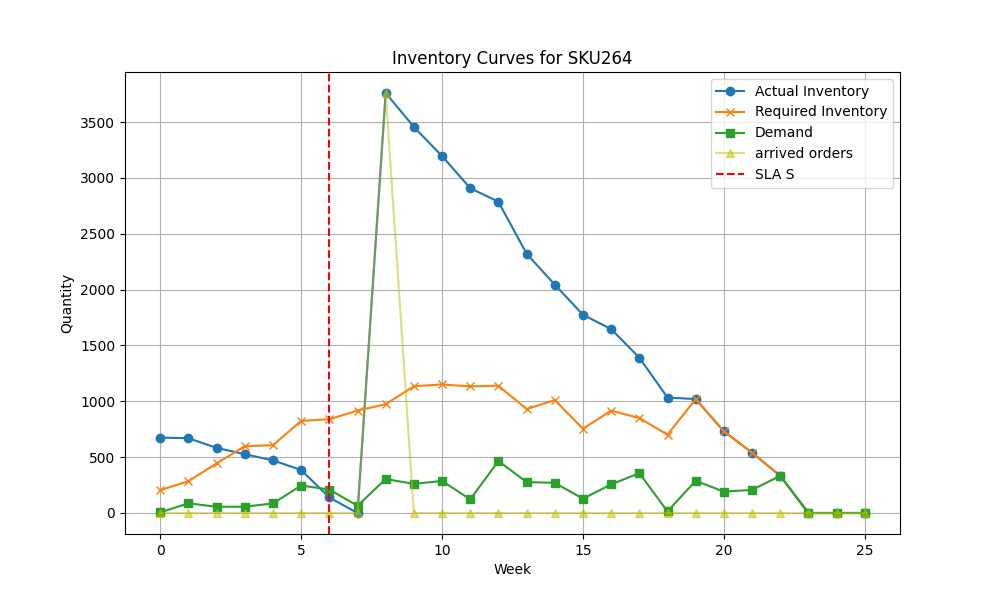 Inventory Curves for SKU264
Actual Inventory
Required Inventory
Demand
arrived orders
SLA S
Quantity
3500
3000
2500
2000
1500
1000
500
0
0 5 10 15 20 25
Week